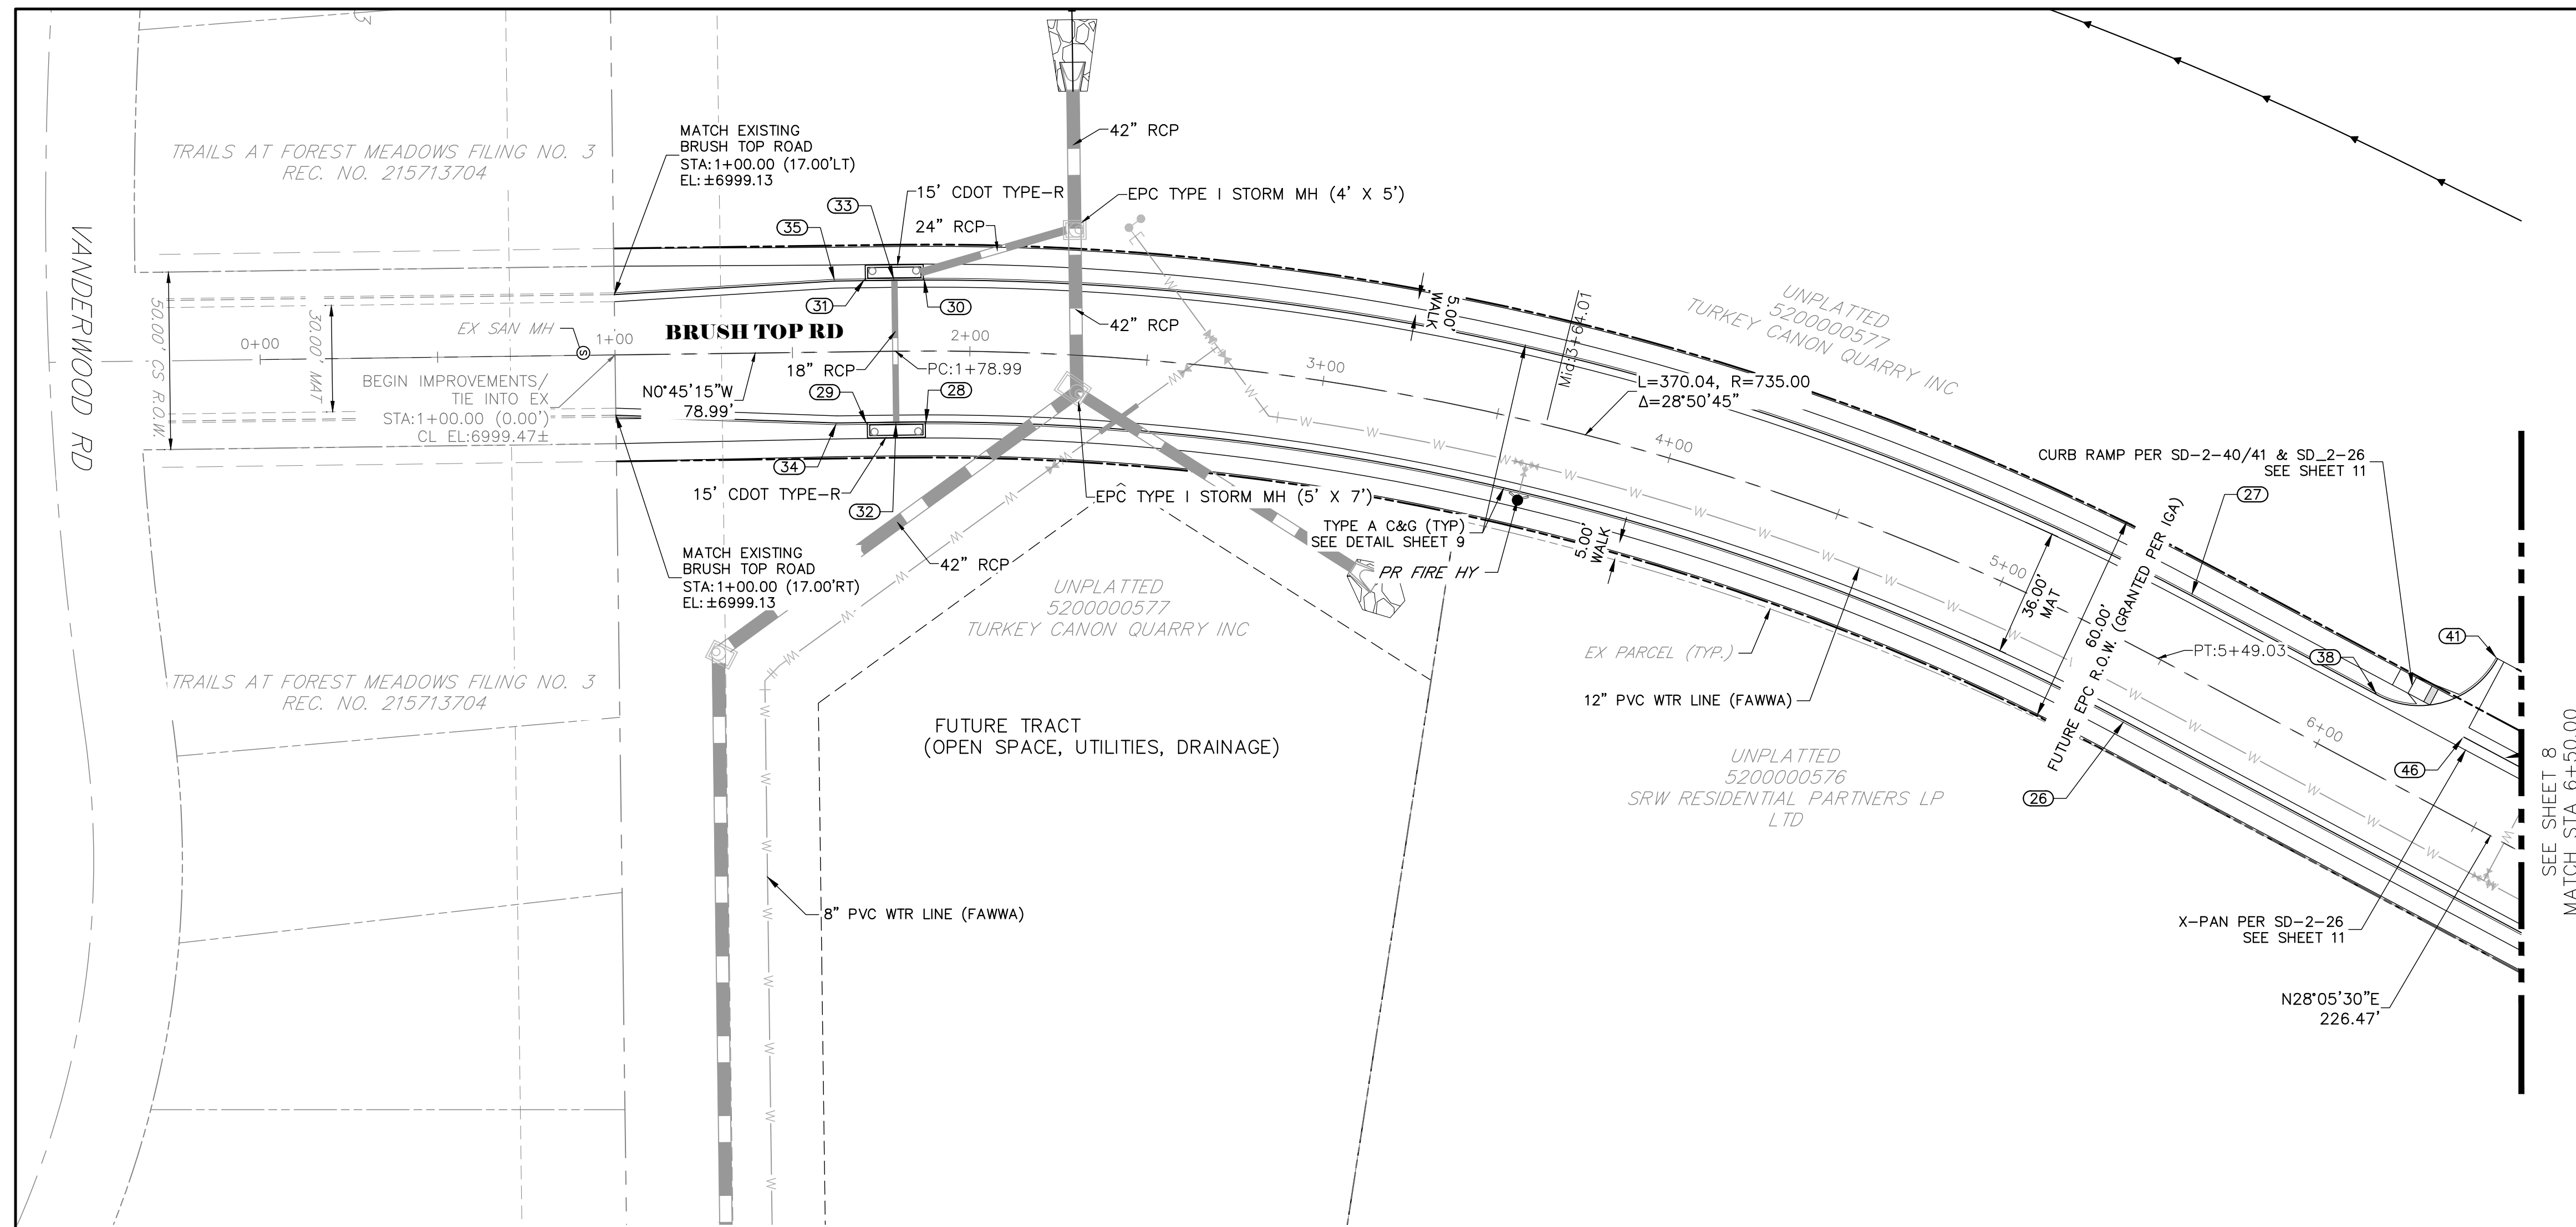 TRAILS AT FOREST MEADOWS FILING NO. 3
REC. NO. 215713704
MATCH EXISTING
BRUSH TOP ROAD
STA:1+00.00 (17.00'LT)
EL:±6999.13
42" RCP
EPC TYPE I STORM MH (4' X 5')
15' CDOT TYPE-R
24" RCP
33
35
31
30
VANDERWOOD RD
50.00' CS R.O.W.
30.00' MAT
0+00
EX SAN MH
S
1+00
BRUSH TOP RD
2+00
42" RCP
18" RCP
PC:1+78.99
BEGIN IMPROVEMENTS/
TIE INTO EX
STA:1+00.00 (0.00')
CL EL:6999.47±
N0°45'15"W
78.99'
29
28
34
15' CDOT TYPE-R
32
EPC TYPE I STORM MH (5' X 7')
42" RCP
MATCH EXISTING
BRUSH TOP ROAD
STA:1+00.00 (17.00'RT)
EL:±6999.13
5.00'
WALK
3+00
Mid:3+64.01
UNPLATTED
5200000577
TURKEY CANON QUARRY INC
L=370.04, R=735.00
Δ=28°50'45"
4+00
TYPE A C&G (TYP)
SEE DETAIL SHEET 9
PR FIRE HY
5.00'
WALK
CURB RAMP PER SD-2-40/41 & SD_2-26
SEE SHEET 11
27
5+00
36.00'
MAT
60.00'
FUTURE EPC R.O.W. (GRANTED PER IGA)
PT:5+49.03
38
41
UNPLATTED
5200000577
TURKEY CANON QUARRY INC
EX PARCEL (TYP.)
12" PVC WTR LINE (FAWWA)
TRAILS AT FOREST MEADOWS FILING NO. 3
REC. NO. 215713704
FUTURE TRACT
(OPEN SPACE, UTILITIES, DRAINAGE)
UNPLATTED
5200000576
SRW RESIDENTIAL PARTNERS LP
LTD
6+00
46
26
SEE SHEET 8
MATCH STA 6+50.00
8" PVC WTR LINE (FAWWA)
X-PAN PER SD-2-26
SEE SHEET 11
N28°05'30"E
226.47'